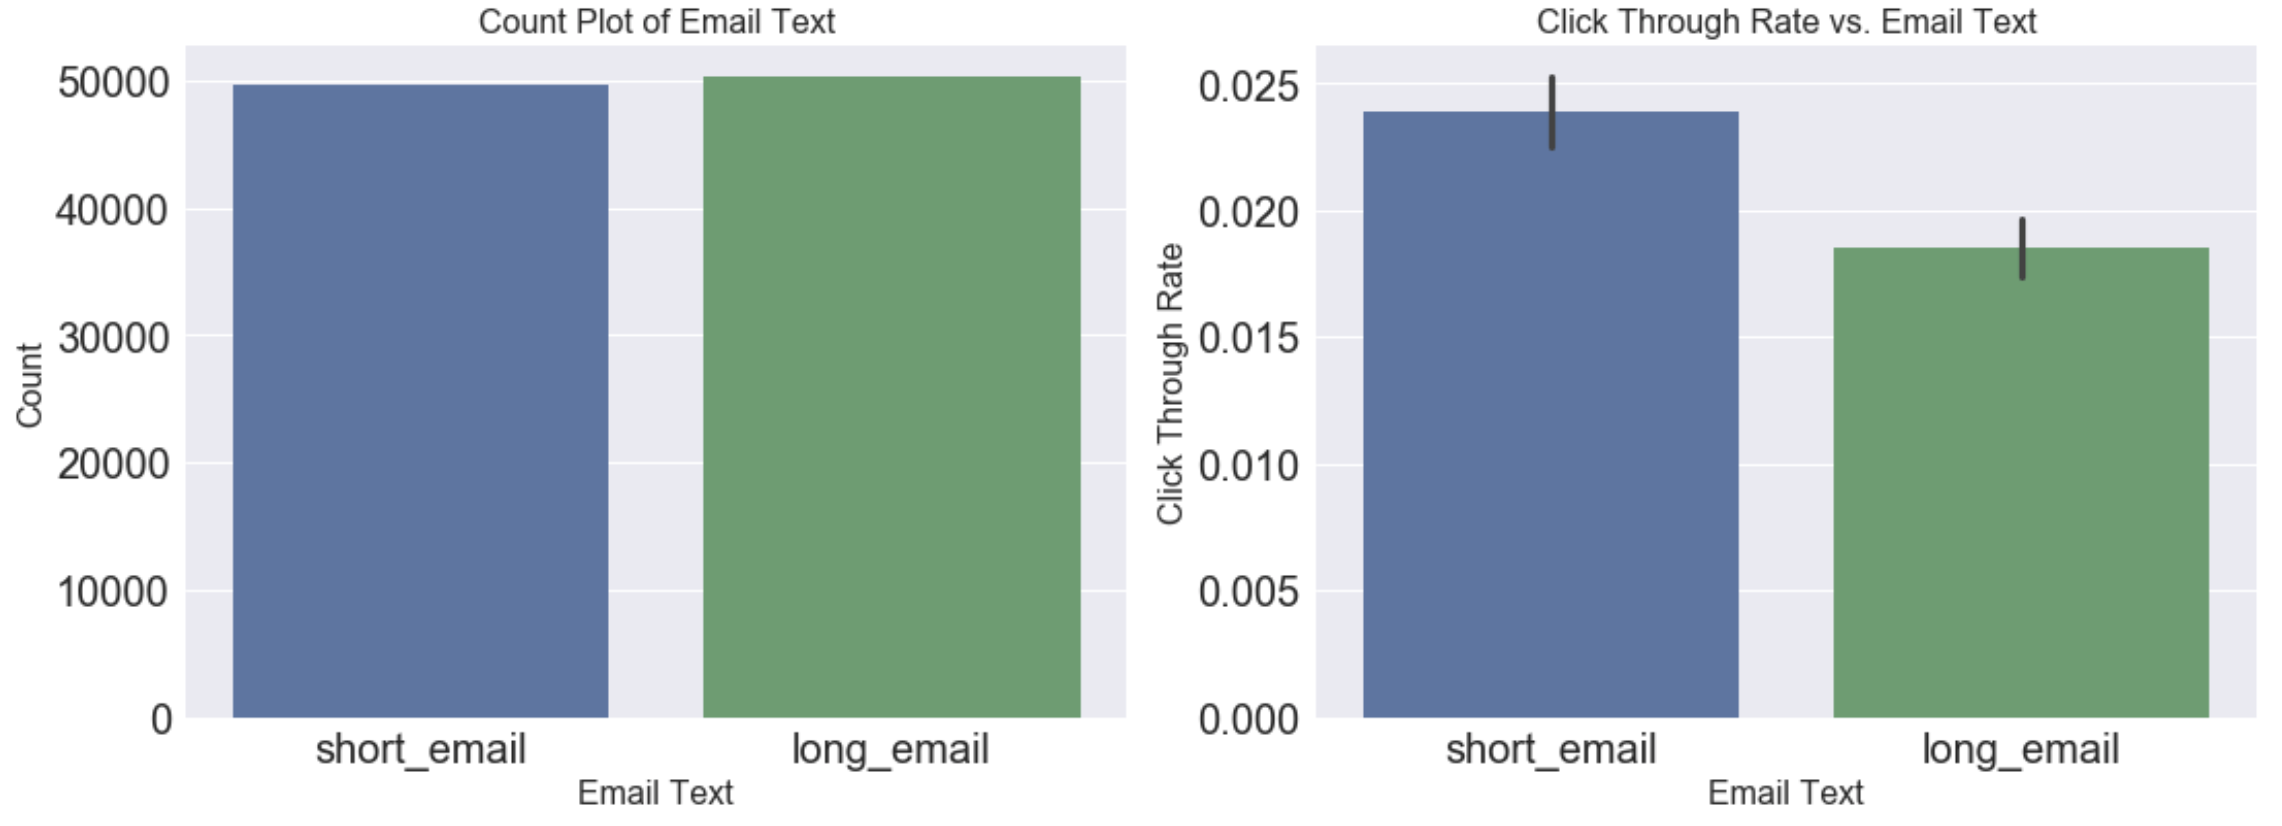 Count Plot of Email Text
50000
40000
30000
20000
10000
0
Count
short_email
long_email
Email Text
Click Through Rate vs. Email Text
0.025
0.020
0.015
0.010
0.005
0.000
Click Through Rate
short_email
long_email
Email Text